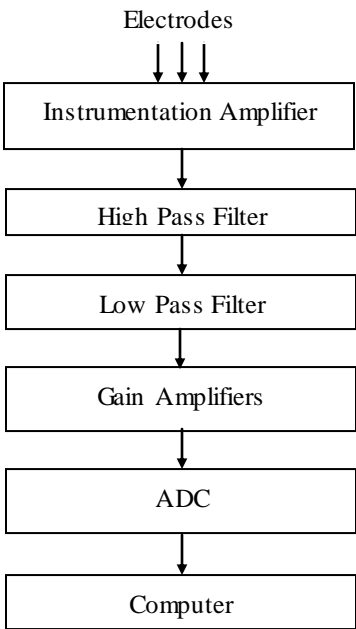 Electrodes
Instrumentation Amplifier
High Pass Filter
Low Pass Filter
Gain Amplifiers
ADC
Computer